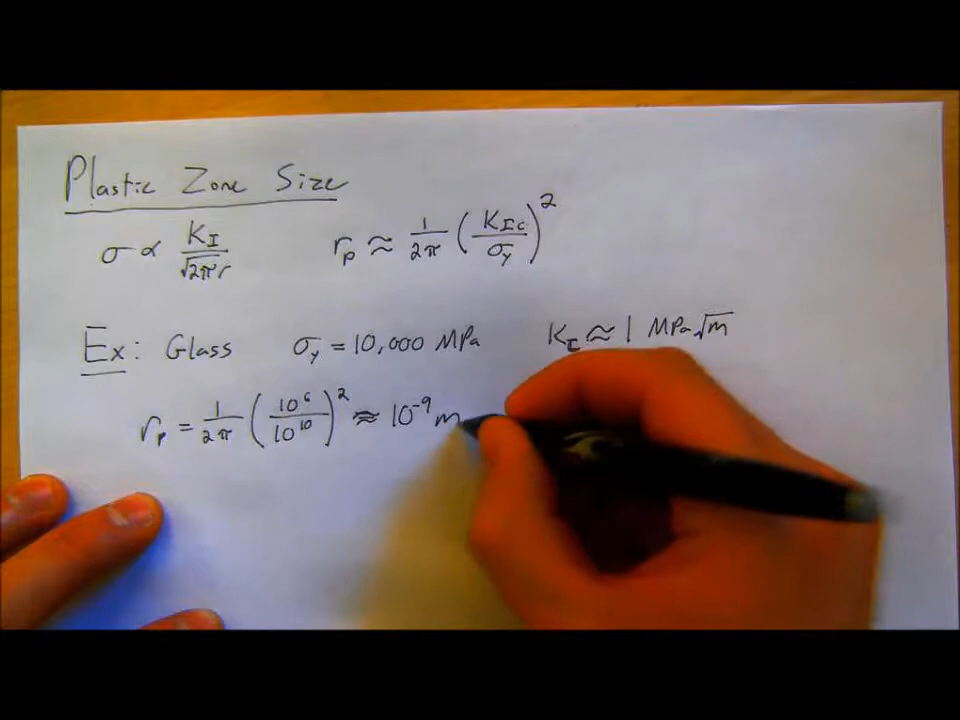 Plastic Zone Size
σ ∝ K_I / √(2πr)    r_p ≈ 1/2π (K_Ic / σ_y)²
Ex: Glass    σ_y = 10,000 MPa    K_I ≈ 1 MPa√m
r_p = 1/2π (10⁶ / 10¹⁰)² ≈ 10⁻⁹ m